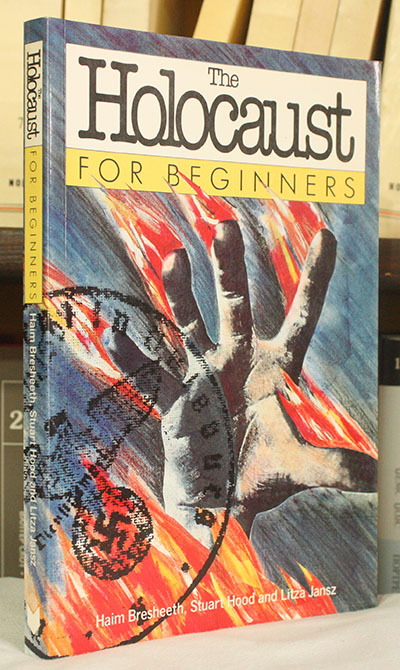 The
Holocaust
FOR BEGINNERS
Haim Bresheeth, Stuart Hood and Litza Jansz
The Holocaust FOR BEGINNERS Haim Bresheeth, Stuart Hood and Litza Jansz